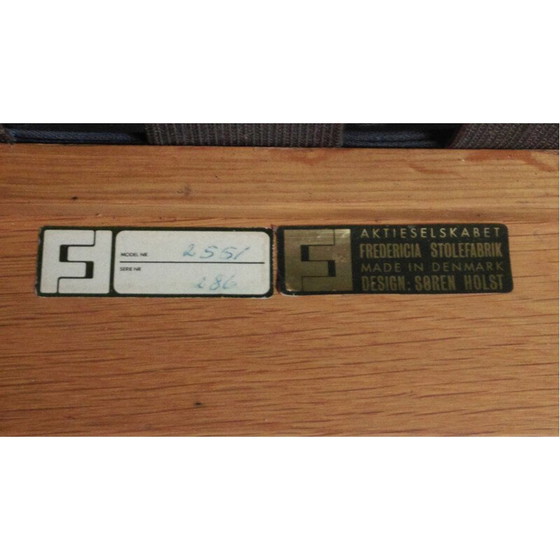 MODEL NR. 2551
SERIE NR. 286
AKTIESELSKABET
FREDERICIA STOLEFABRIK
MADE IN DENMARK
DESIGN: SØREN HOLST